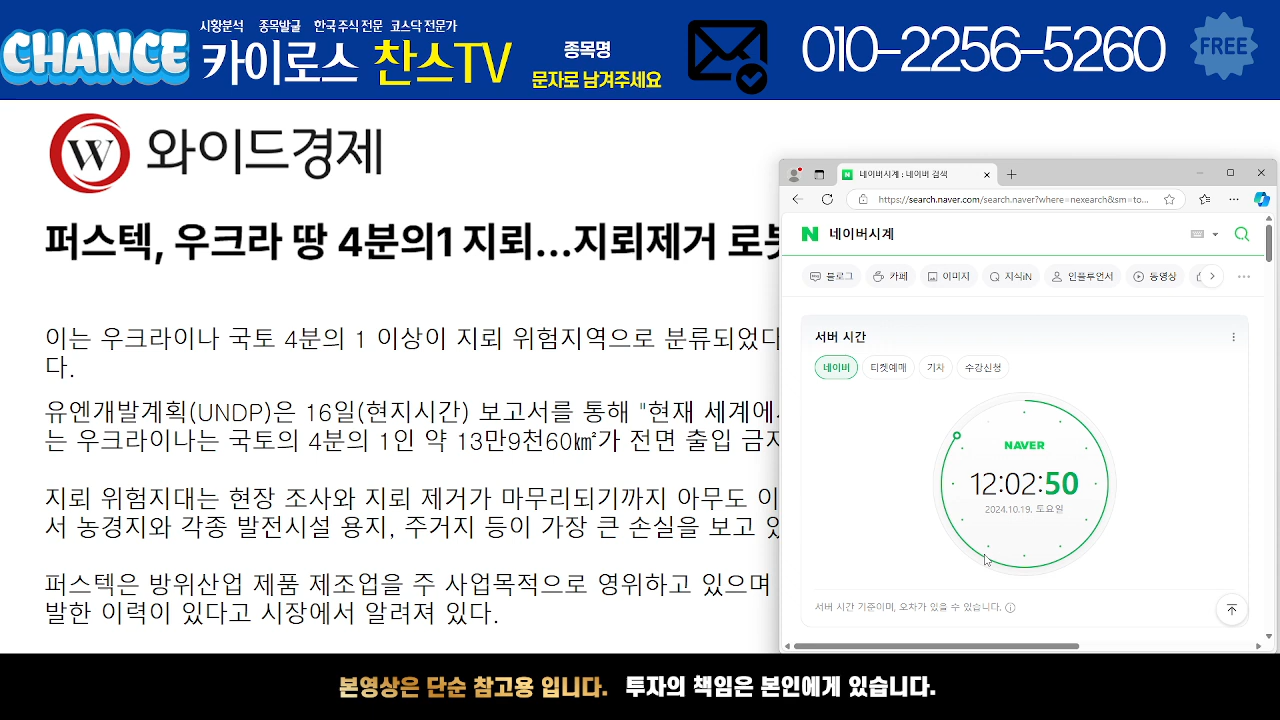 CHANCE
시황분석 종목발굴 한국 주식 전문 코스닥 전문가
카이로스 찬스TV
종목명
문자로 남겨주세요
010-2256-5260
FREE
W 와이드경제
퍼스텍, 우크라 땅 4분의1 지뢰...지뢰제거 로
이는 우크라이나 국토 4분의 1 이상이 지뢰 위험지역으로 분류되었다
다.
유엔개발계획(UNDP)은 16일(현지시간) 보고서를 통해 "현재 세계에
는 우크라이나는 국토의 4분의 1인 약 13만9천60㎢가 전면 출입 금지
지뢰 위험지대는 현장 조사와 지뢰 제거가 마무리되기까지 아무도 이
서 농경지와 각종 발전시설 용지, 주거지 등이 가장 큰 손실을 보고 있
퍼스텍은 방위산업 제품 제조업을 주 사업목적으로 영위하고 있으며
발한 이력이 있다고 시장에서 알려져 있다.
네이버시계 : 네이버 검색
https://search.naver.com/search.naver?where=nexearch&sm=to...
N 네이버시계
블로그 카페 이미지 지식iN 인플루언서 동영상
서버 시간
네이버 티켓예매 기차 수강신청
NAVER
12:02:50
2024.10.19. 토요일
서버 시간 기준이며, 오차가 있을 수 있습니다.
본영상은 단순 참고용 입니다. 투자의 책임은 본인에게 있습니다.